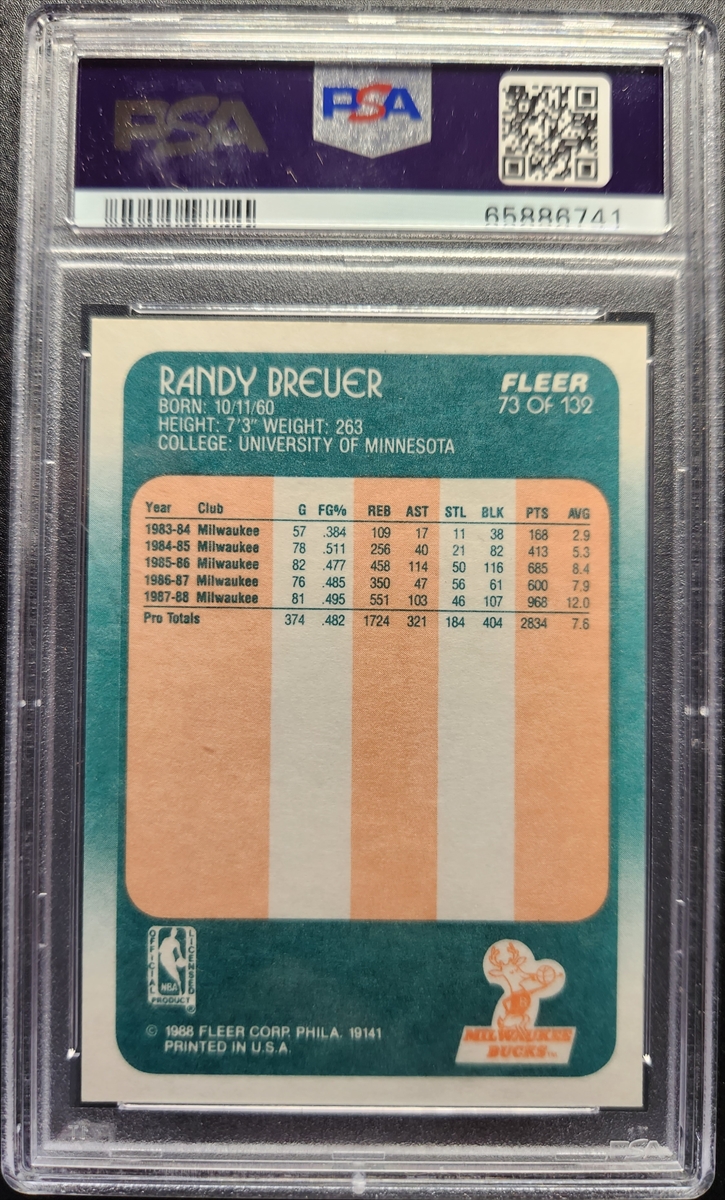 PSA PSA
65886741
RANDY BREUER FLEER
BORN: 10/11/60 73 OF 132
HEIGHT: 7'3" WEIGHT: 263
COLLEGE: UNIVERSITY OF MINNESOTA
Year Club G FG% REB AST STL BLK PTS AVG
1983-84 Milwaukee 57 .384 109 17 11 38 168 2.9
1984-85 Milwaukee 78 .511 256 40 21 82 413 5.3
1985-86 Milwaukee 82 .477 458 114 50 116 685 8.4
1986-87 Milwaukee 76 .485 350 47 56 61 600 7.9
1987-88 Milwaukee 81 .495 551 103 46 107 968 12.0
Pro Totals 374 .482 1724 321 184 404 2834 7.6
OFFICIAL LICENSED
NBA
PRODUCT ®
MILWAUKEE
BUCKS™
© 1988 FLEER CORP. PHILA. 19141
PRINTED IN U.S.A.
PSA